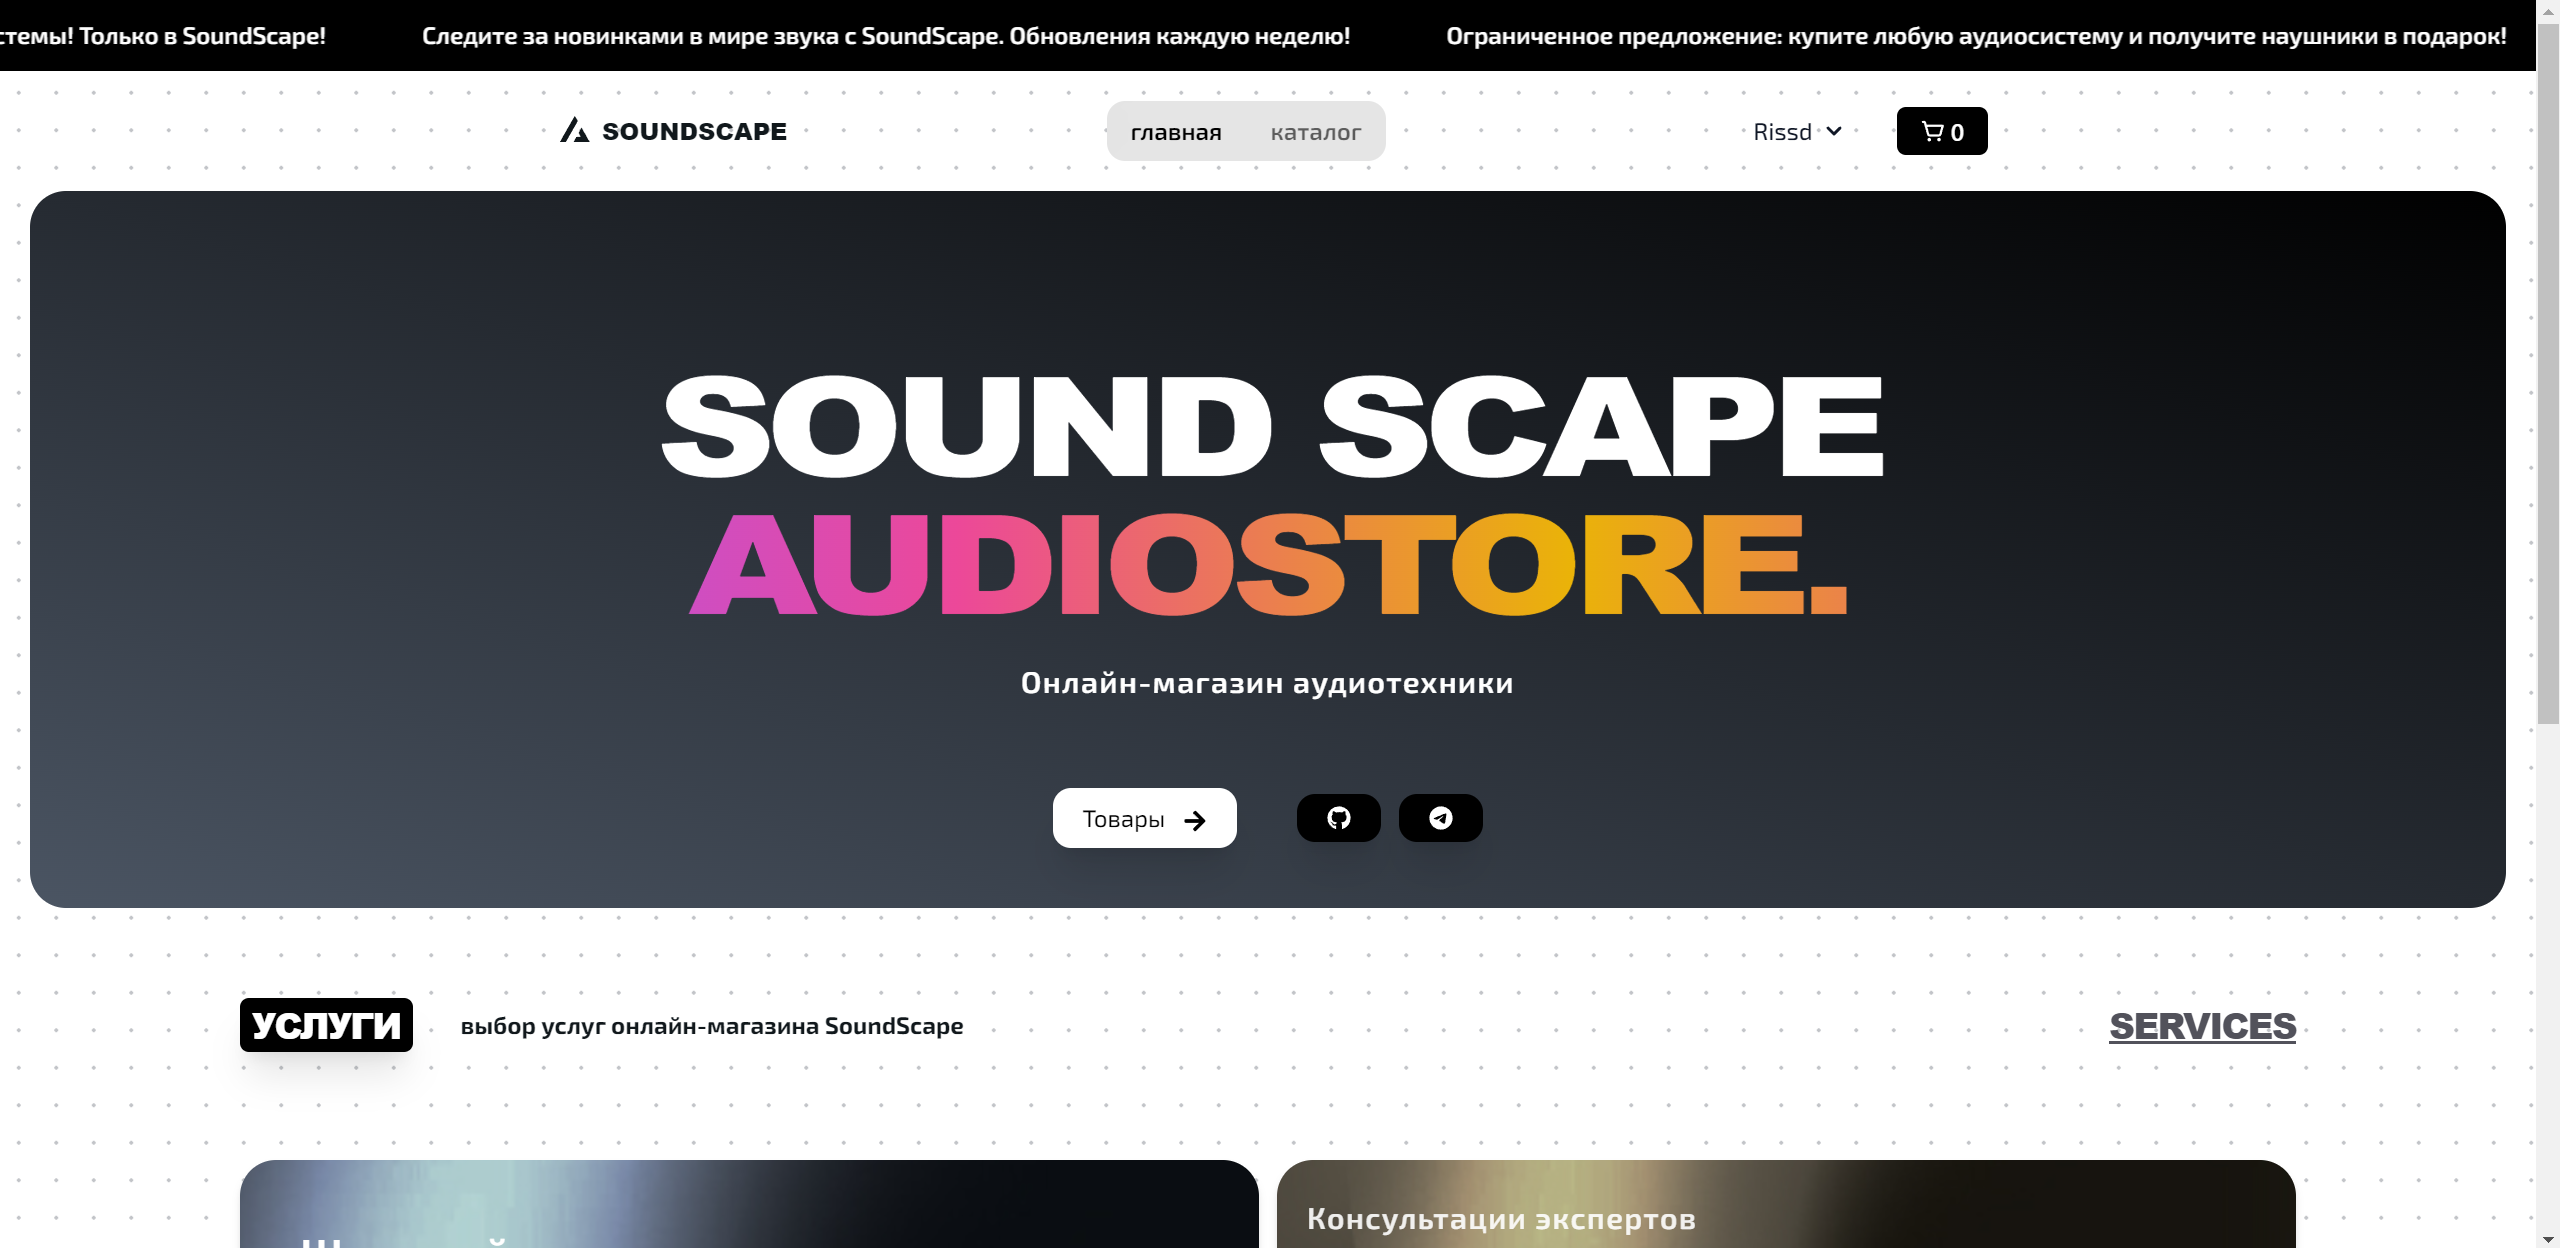 Только в SoundScape!
Следите за новинками в мире звука с SoundScape. Обновления каждую неделю!
Ограниченное предложение: купите любую аудиосистему и получите наушники в подарок!
SOUNDSCAPE
главная
каталог
Rissd
0
SOUND SCAPE
AUDIOSTORE.
Онлайн-магазин аудиотехники
Товары
УСЛУГИ
выбор услуг онлайн-магазина SoundScape
SERVICES
Консультации экспертов